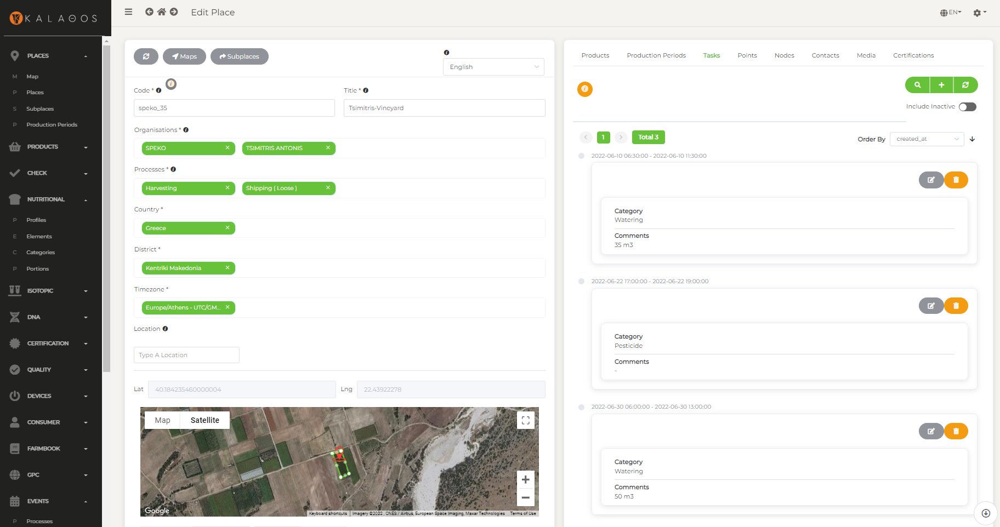 KALAΘOS
Edit Place
EN
PLACES
M Map
P Places
S Subplaces
P Production Periods
PRODUCTS
CHECK
NUTRITIONAL
P Profiles
E Elements
C Categories
P Portions
ISOTOPIC
DNA
CERTIFICATION
QUALITY
DEVICES
CONSUMER
FARMBOOK
GPC
EVENTS
P Processes
Maps
Subplaces
English
Code *
Title *
speko_35
Tsimitris-Vineyard
Organisations *
SPEKO ×
TSIMITRIS ANTONIS ×
Processes *
Harvesting ×
Shipping ( Loose ) ×
Country *
Greece ×
District *
Kentriki Makedonia ×
Timezone *
Europe/Athens - UTC/GM... ×
Location
Type A Location
Lat 40.184235460000004
Lng 22.43922278
Map
Satellite
Google
Keyboard shortcuts
Imagery ©2022 , CNES / Airbus, European Space Imaging, Maxar Technologies
Terms of Use
Products
Production Periods
Tasks
Points
Nodes
Contacts
Media
Certifications
Include Inactive
1
Total 3
Order By
created_at
2022-06-10 06:30:00 - 2022-06-10 11:30:00
Category
Watering
Comments
35 m3
2022-06-22 17:00:00 - 2022-06-22 19:00:00
Category
Pesticide
Comments
-
2022-06-30 06:00:00 - 2022-06-30 13:00:00
Category
Watering
Comments
50 m3